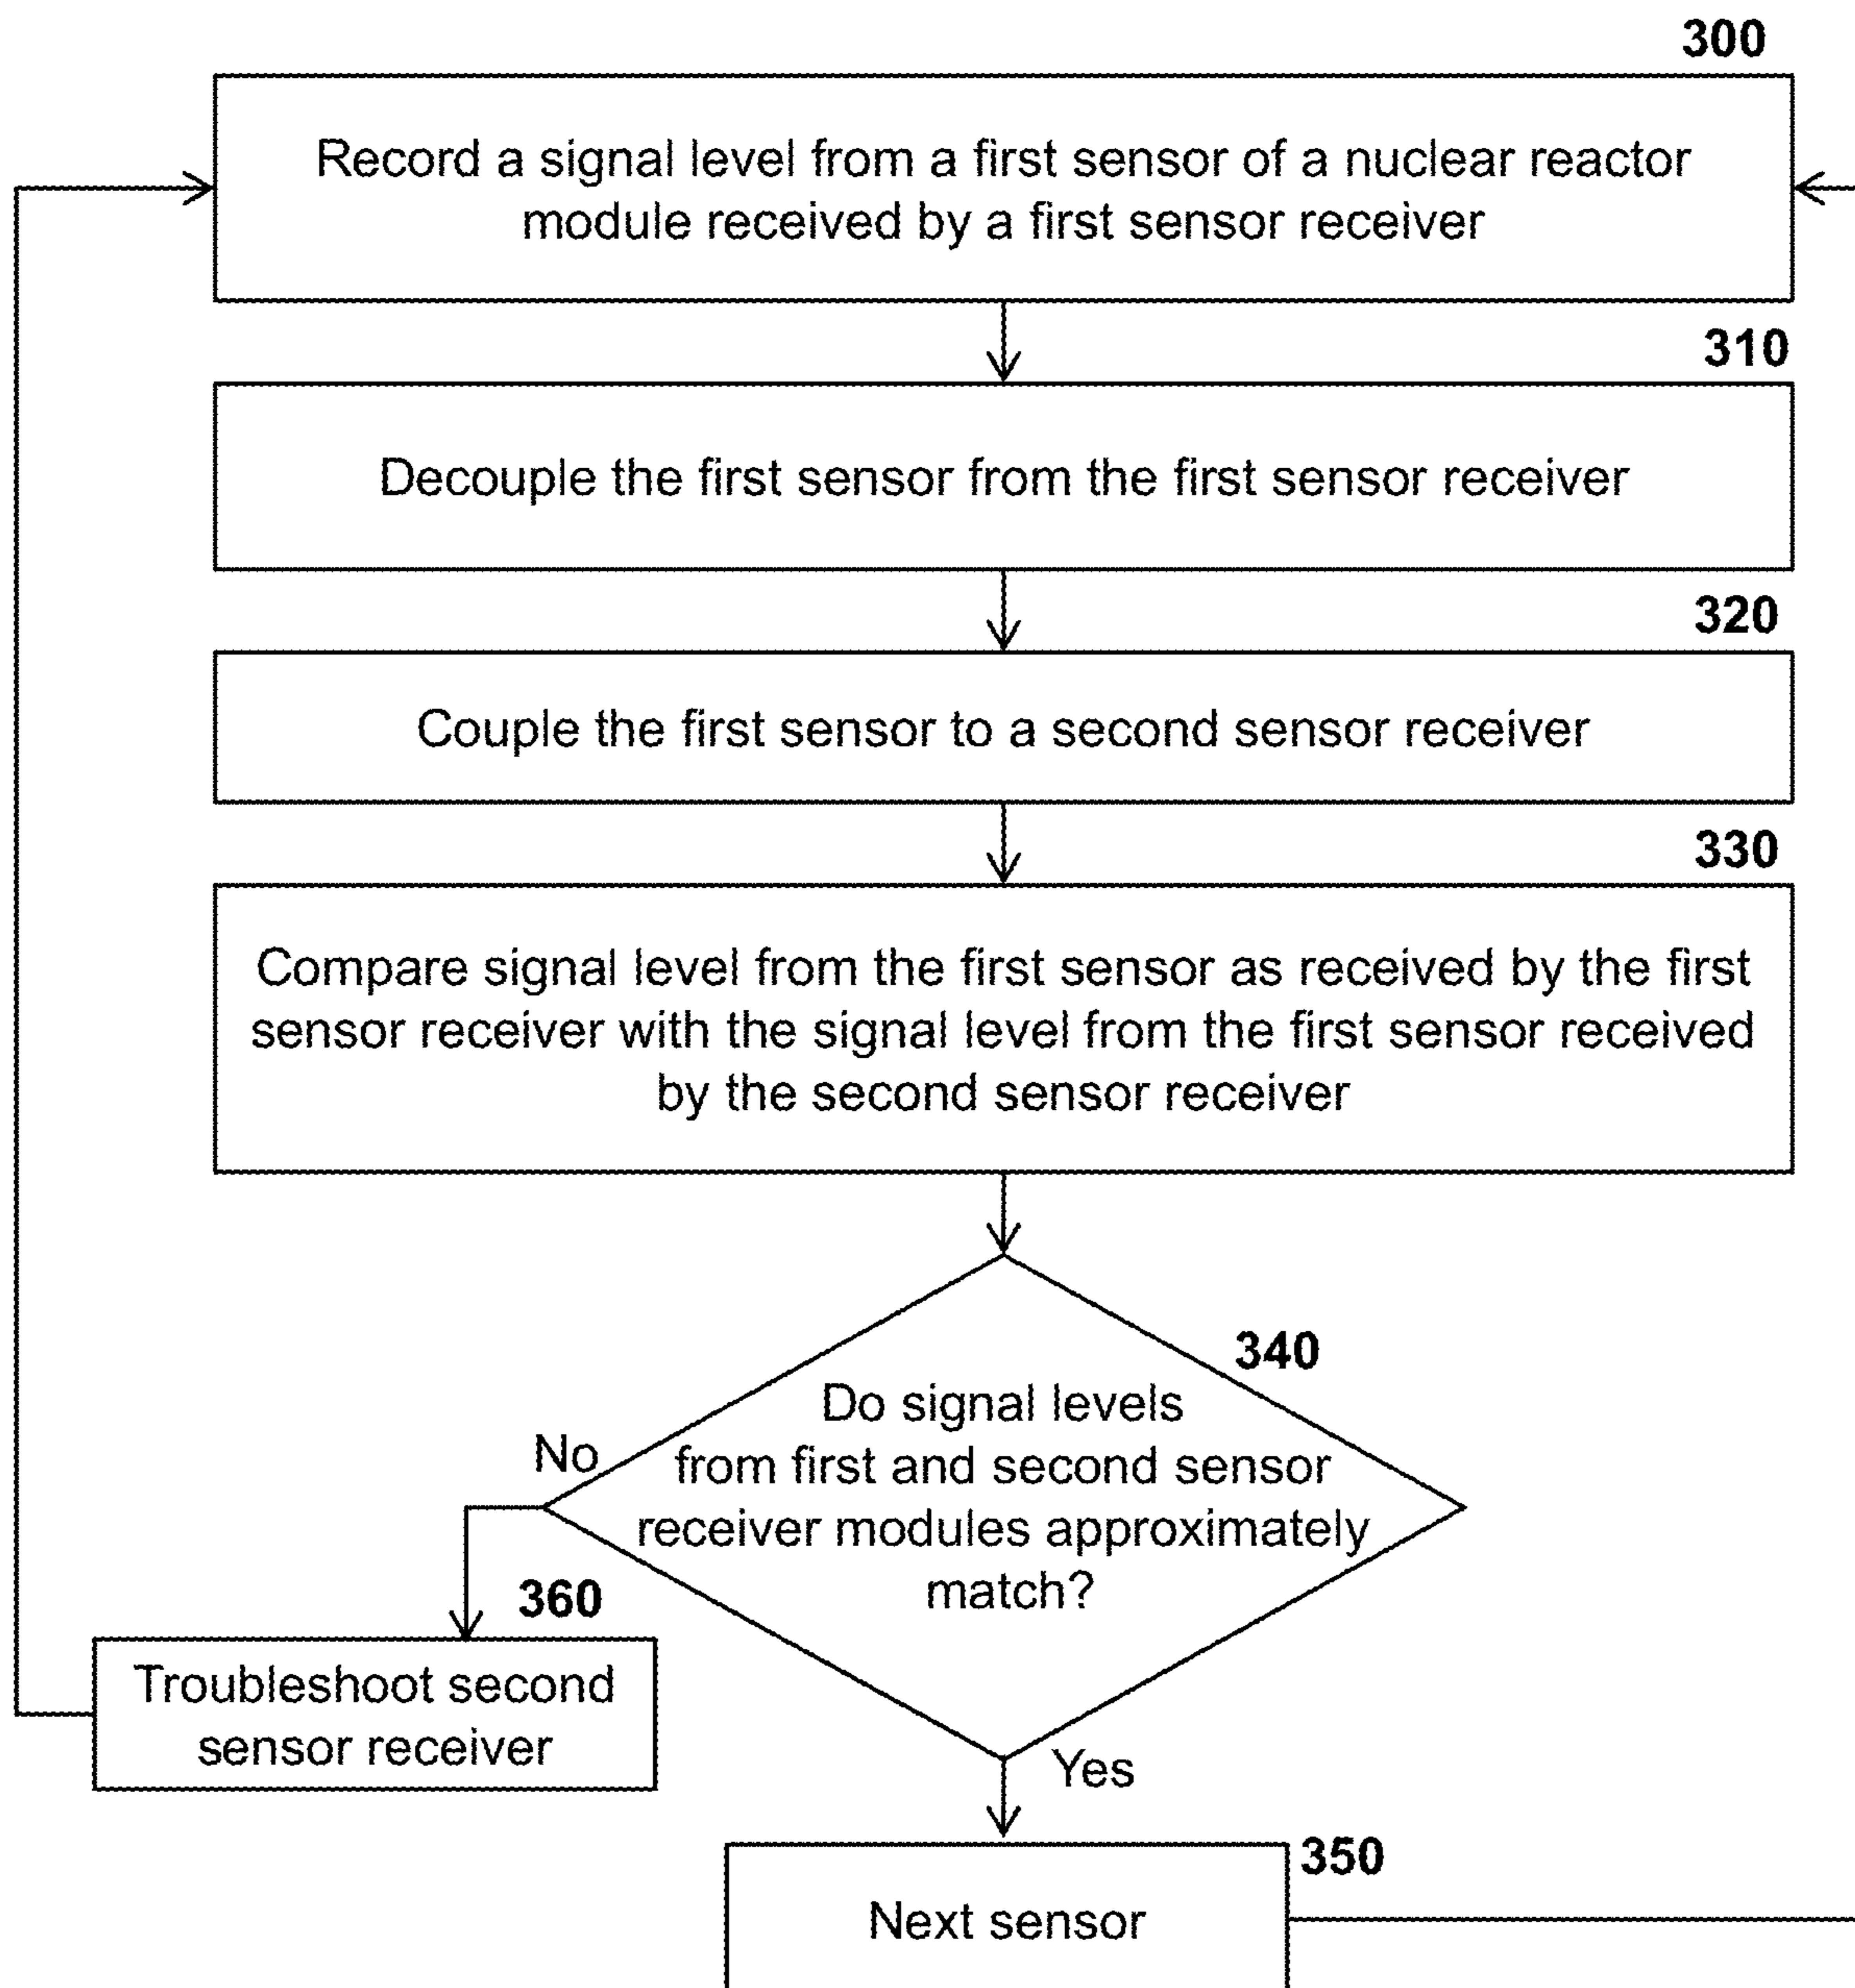 300
Record a signal level from a first sensor of a nuclear reactor
module received by a first sensor receiver
310
Decouple the first sensor from the first sensor receiver
320
Couple the first sensor to a second sensor receiver
330
Compare signal level from the first sensor as received by the first
sensor receiver with the signal level from the first sensor received
by the second sensor receiver
340
Do signal levels
from first and second sensor
receiver modules approximately
match?
No
360
Troubleshoot second
sensor receiver
Yes
350
Next sensor